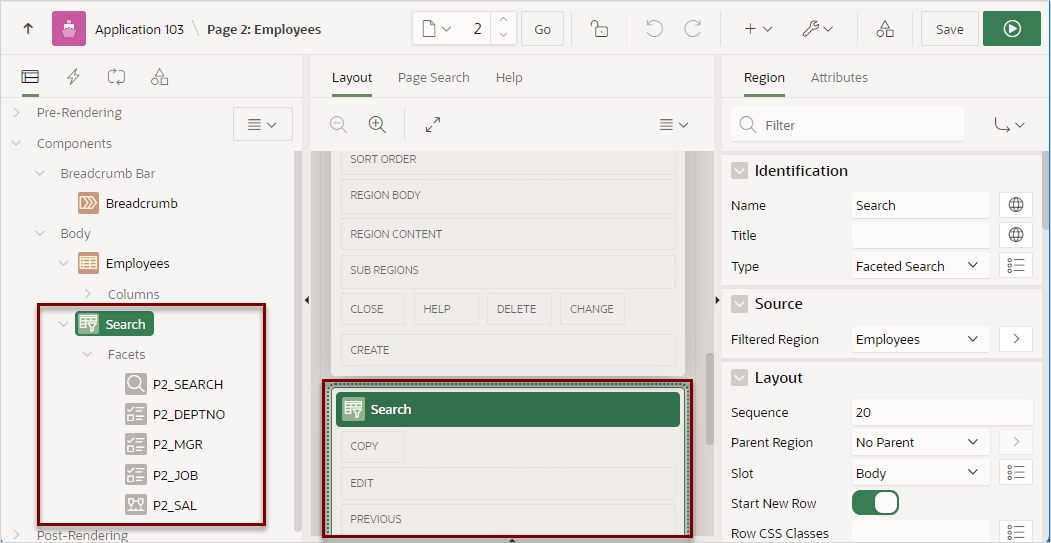 Application 103 \ Page 2: Employees
2
Go
Save
Layout
Page Search
Help
Region
Attributes
Pre-Rendering
Components
Breadcrumb Bar
Breadcrumb
Body
Employees
Columns
Search
Facets
P2_SEARCH
P2_DEPTNO
P2_MGR
P2_JOB
P2_SAL
Post-Rendering
SORT ORDER
REGION BODY
REGION CONTENT
SUB REGIONS
CLOSE
HELP
DELETE
CHANGE
CREATE
Search
COPY
EDIT
PREVIOUS
Filter
Identification
Name
Search
Title
Type
Faceted Search
Source
Filtered Region
Employees
Layout
Sequence
20
Parent Region
No Parent
Slot
Body
Start New Row
Row CSS Classes